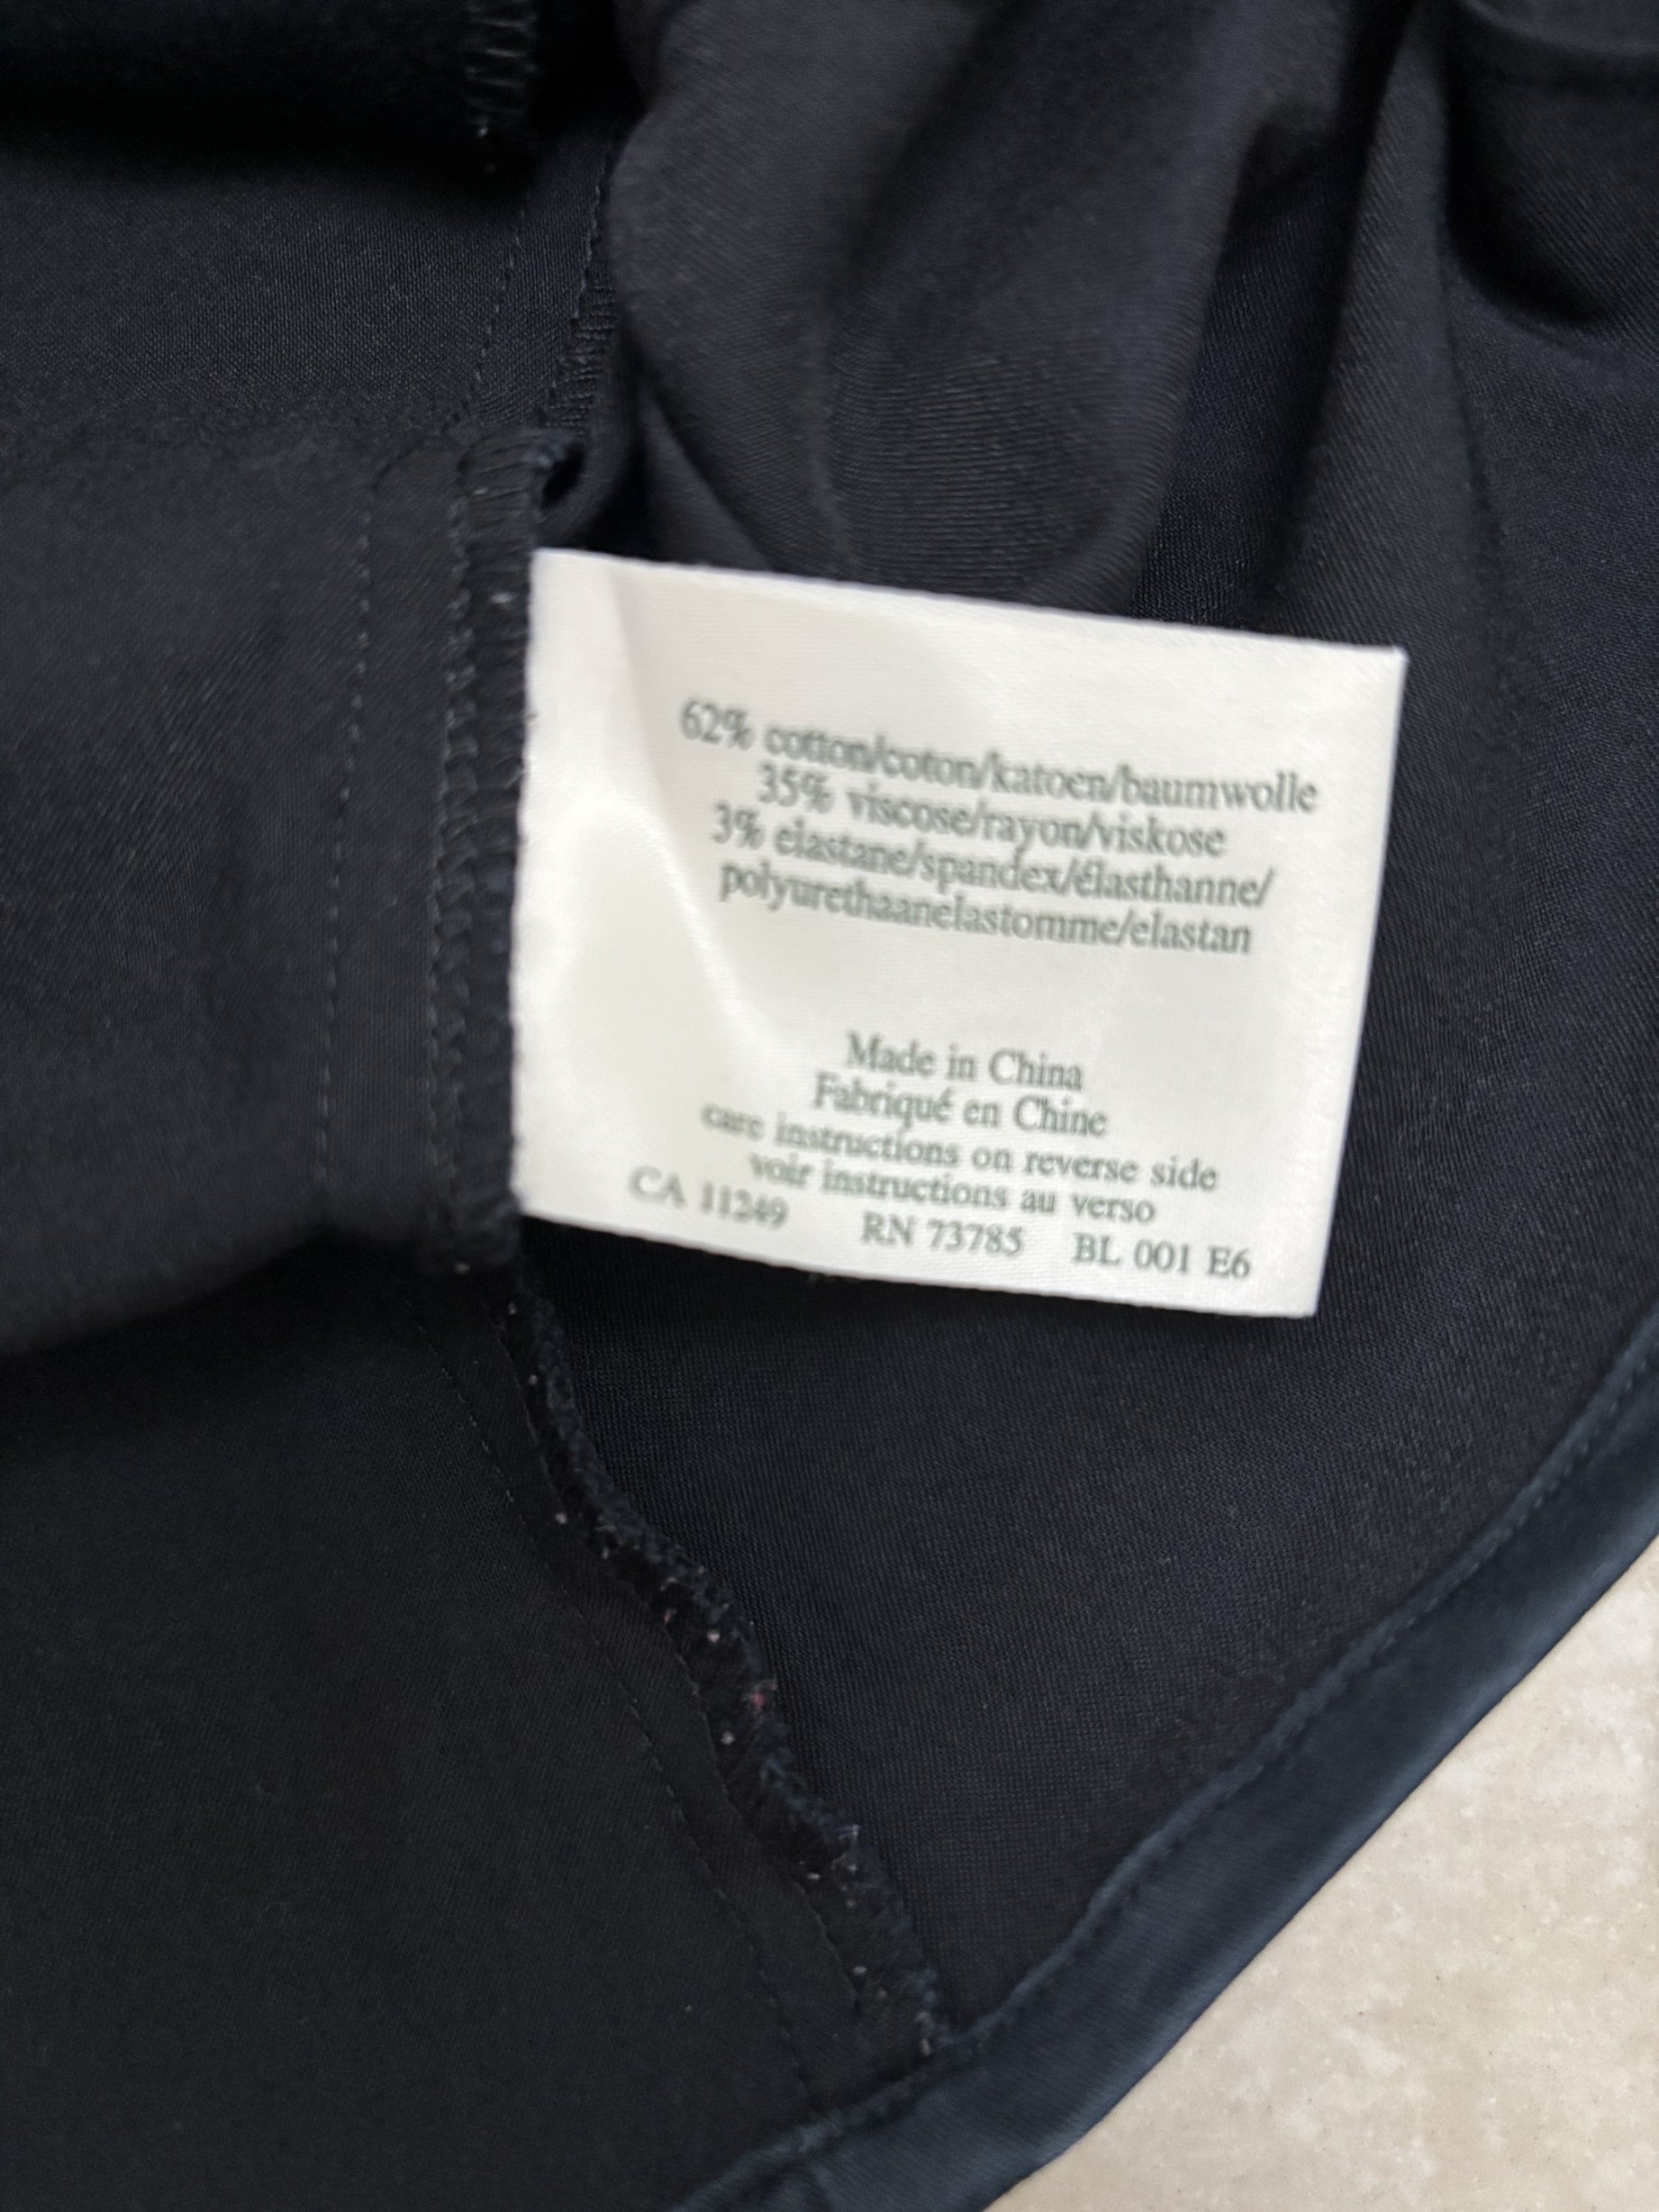 62% cotton/coton/katoen/baumwolle
35% viscose/rayon/viskose
3% elastane/spandex/élasthanne/
polyurethaanelastomme/elastan
Made in China
Fabriqué en Chine
care instructions on reverse side
voir instructions au verso
CA 11249 RN 73785 BL 001 E6